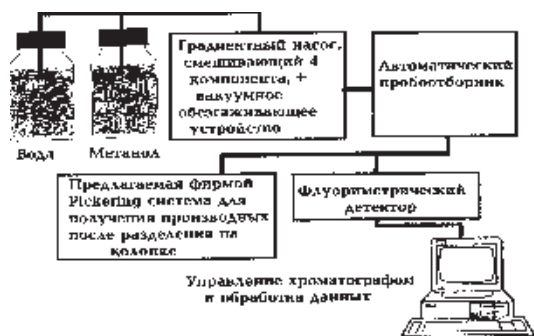 Градиентный насос,
смешивающий 4
компонента, +
вакуумное
обезгаживающее
устройство
Автоматический
пробоотборник
Вода
Метанол
Предлагаемая фирмой
Pickering система для
получения производных
после разделения на
колонке
Флуориметрический
детектор
Управление хроматографом
и обработка данных